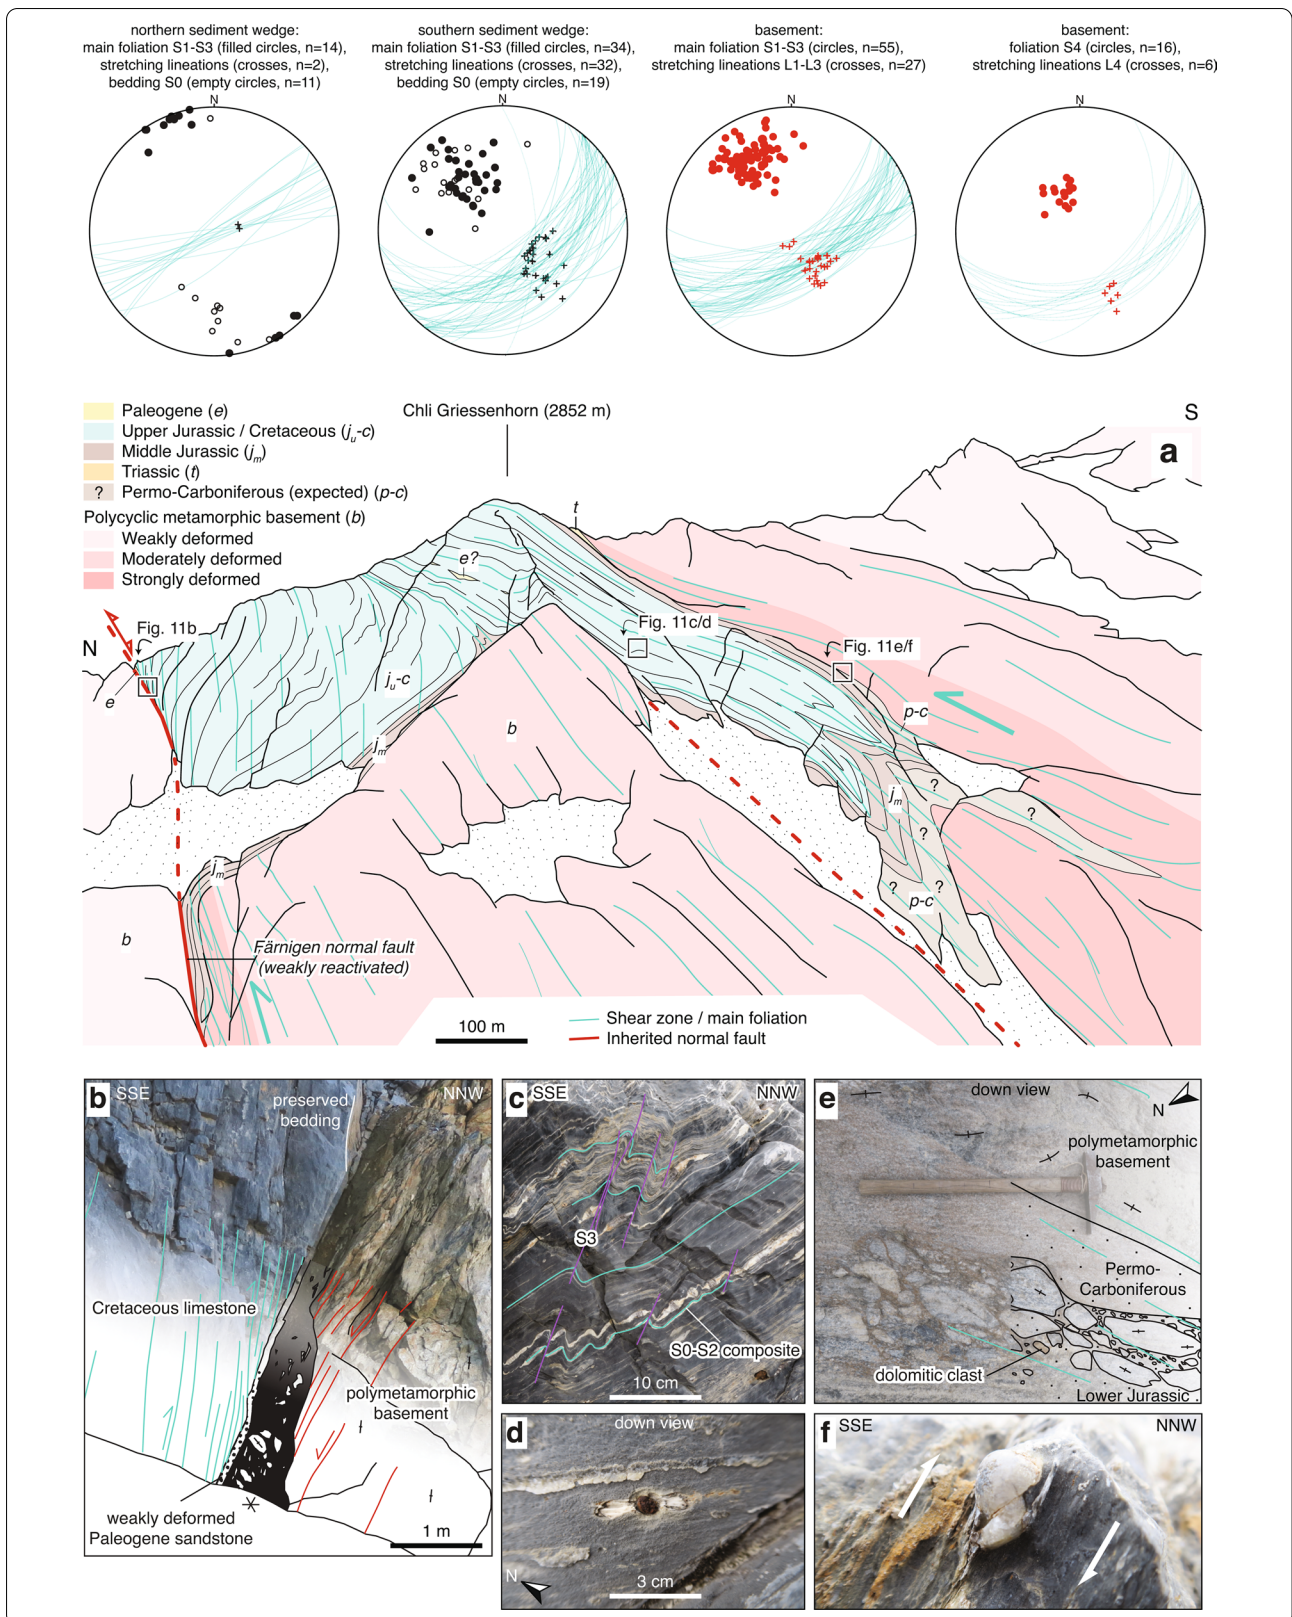 northern sediment wedge:
main foliation S1-S3 (filled circles, n=14),
stretching lineations (crosses, n=2),
bedding S0 (empty circles, n=11)
N
southern sediment wedge:
main foliation S1-S3 (filled circles, n=34),
stretching lineations (crosses, n=32),
bedding S0 (empty circles, n=19)
N
basement:
main foliation S1-S3 (circles, n=55),
stretching lineations L1-L3 (crosses, n=27)
N
basement:
foliation S4 (circles, n=16),
stretching lineations L4 (crosses, n=6)
N
Paleogene (e)
Upper Jurassic / Cretaceous (ju-c)
Middle Jurassic (jm)
Triassic (t)
? Permo-Carboniferous (expected) (p-c)
Polycyclic metamorphic basement (b)
Weakly deformed
Moderately deformed
Strongly deformed
Chli Griessenhorn (2852 m)
S
a
t
e?
Fig. 11b
N
Fig. 11c/d
Fig. 11e/f
e
ju-c
p-c
b
jm
jm
?
?
?
jm
? ?
p-c
b
Färnigen normal fault
(weakly reactivated)
100 m
Shear zone / main foliation
Inherited normal fault
b SSE
NNW
preserved
bedding
Cretaceous limestone
polymetamorphic
basement
weakly deformed
Paleogene sandstone
1 m
c SSE
NNW
S3
S0-S2 composite
10 cm
d
down view
N
3 cm
e
down view
N
polymetamorphic
basement
Permo-
Carboniferous
dolomitic clast
Lower Jurassic
f SSE
NNW